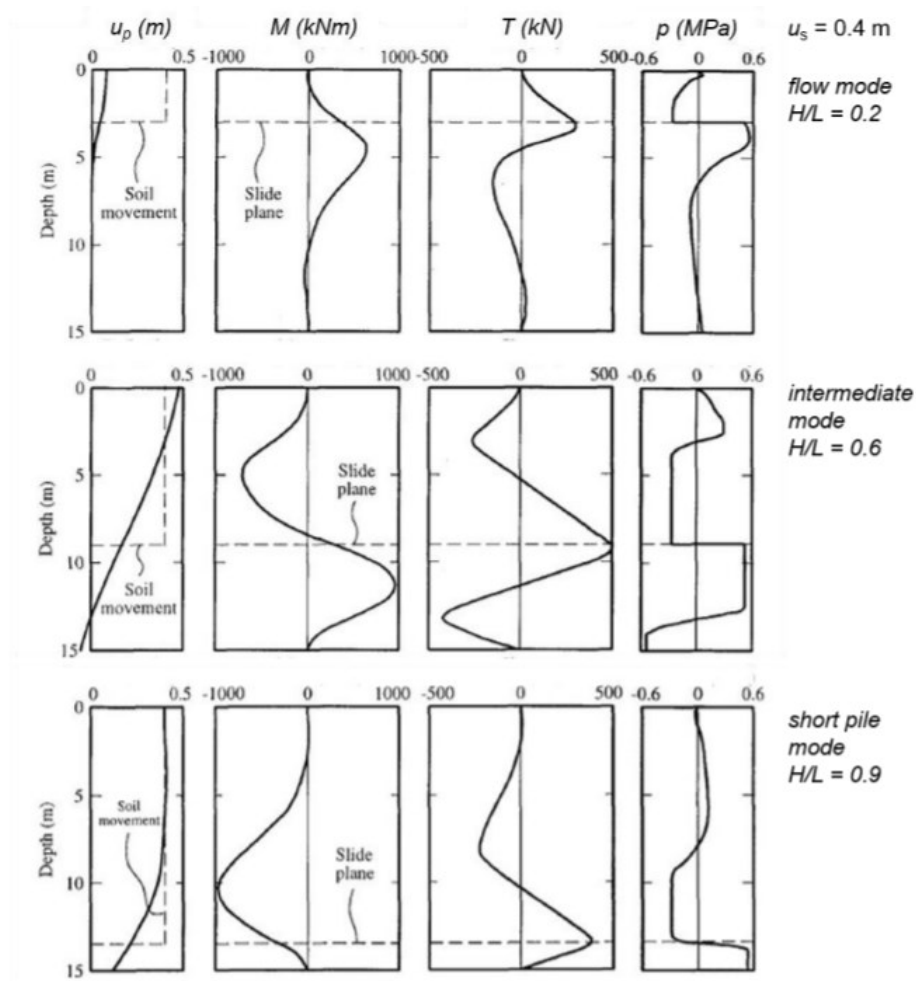 u_p (m) M (kNm) T (kN) p (MPa) u_s = 0.4 m
0 0.5 -1000 0 1000 -500 0 500 -0.6 0 0.6
flow mode
H/L = 0.2
0
5
10
15
Depth (m)
Soil
movement
Slide
plane
0 0.5 -1000 0 1000 -500 0 500 -0.6 0 0.6
intermediate
mode
H/L = 0.6
0
5
10
15
Depth (m)
Soil
movement
Slide
plane
0 0.5 -1000 0 1000 -500 0 500 -0.6 0 0.6
short pile
mode
H/L = 0.9
0
5
10
15
Depth (m)
Soil
movement
Slide
plane